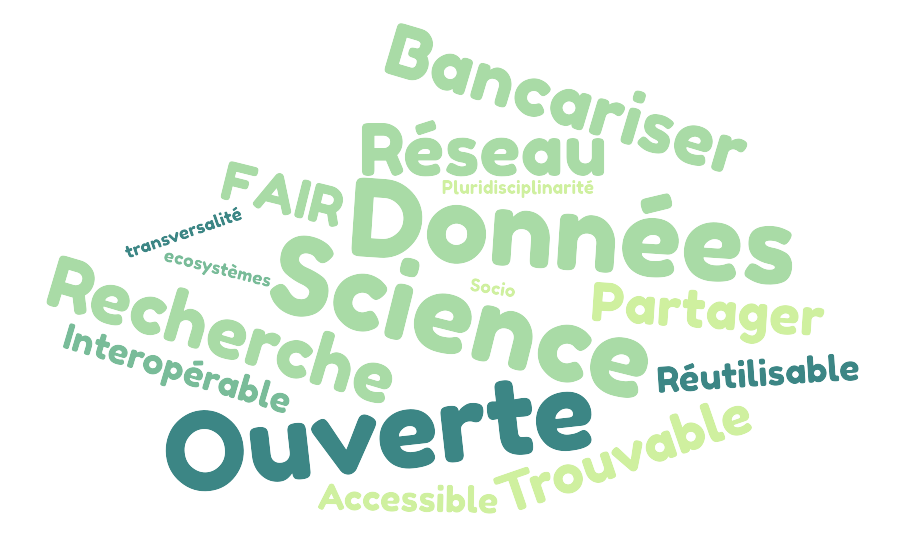 Bancariser
Réseau
FAIR
Pluridisciplinarité
Données
transversalité
ecosystèmes
Science
Socio
Recherche
Partager
Interopérable
Réutilisable
Ouverte
Trouvable
Accessible